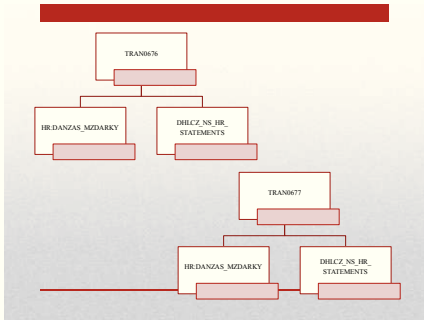 TRAN0676
HR:DANZAS_MZDARKY
DHLCZ_NS_HR_
STATEMENTS
TRAN0677
HR:DANZAS_MZDARKY
DHLCZ_NS_HR_
STATEMENTS